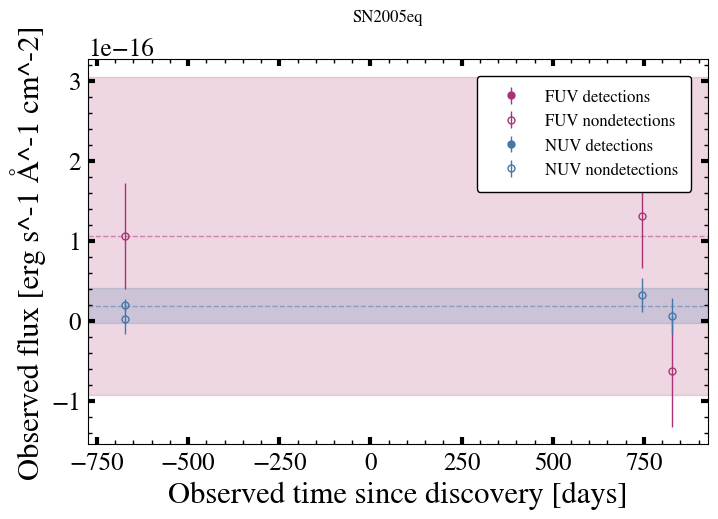 SN2005eq
1e−16
Observed flux [erg s^-1 Å^-1 cm^-2]
3
2
1
0
−1
FUV detections
FUV nondetections
NUV detections
NUV nondetections
−750 −500 −250 0 250 500 750
Observed time since discovery [days]